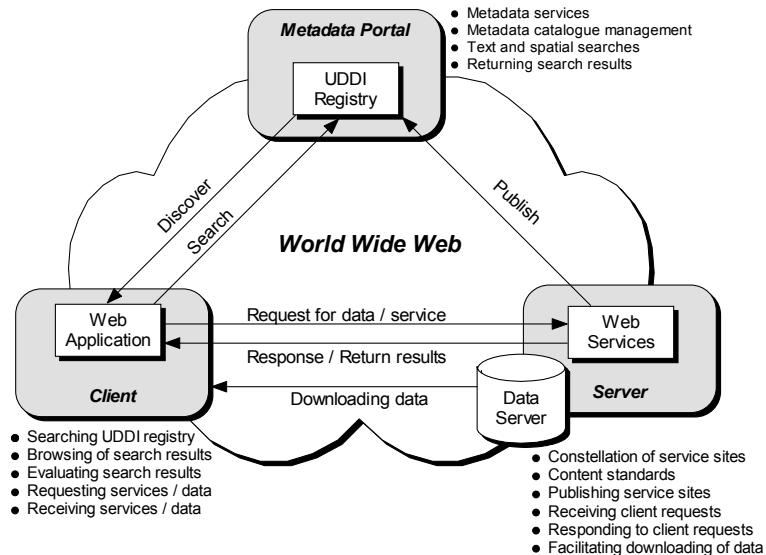 Metadata Portal
UDDI
Registry
● Metadata services
● Metadata catalogue management
● Text and spatial searches
● Returning search results
Discover
Search
Publish
World Wide Web
Web
Application
Client
Request for data / service
Response / Return results
Downloading data
Web
Services
Server
Data
Server
● Searching UDDI registry
● Browsing of search results
● Evaluating search results
● Requesting services / data
● Receiving services / data
● Constellation of service sites
● Content standards
● Publishing service sites
● Receiving client requests
● Responding to client requests
● Facilitating downloading of data